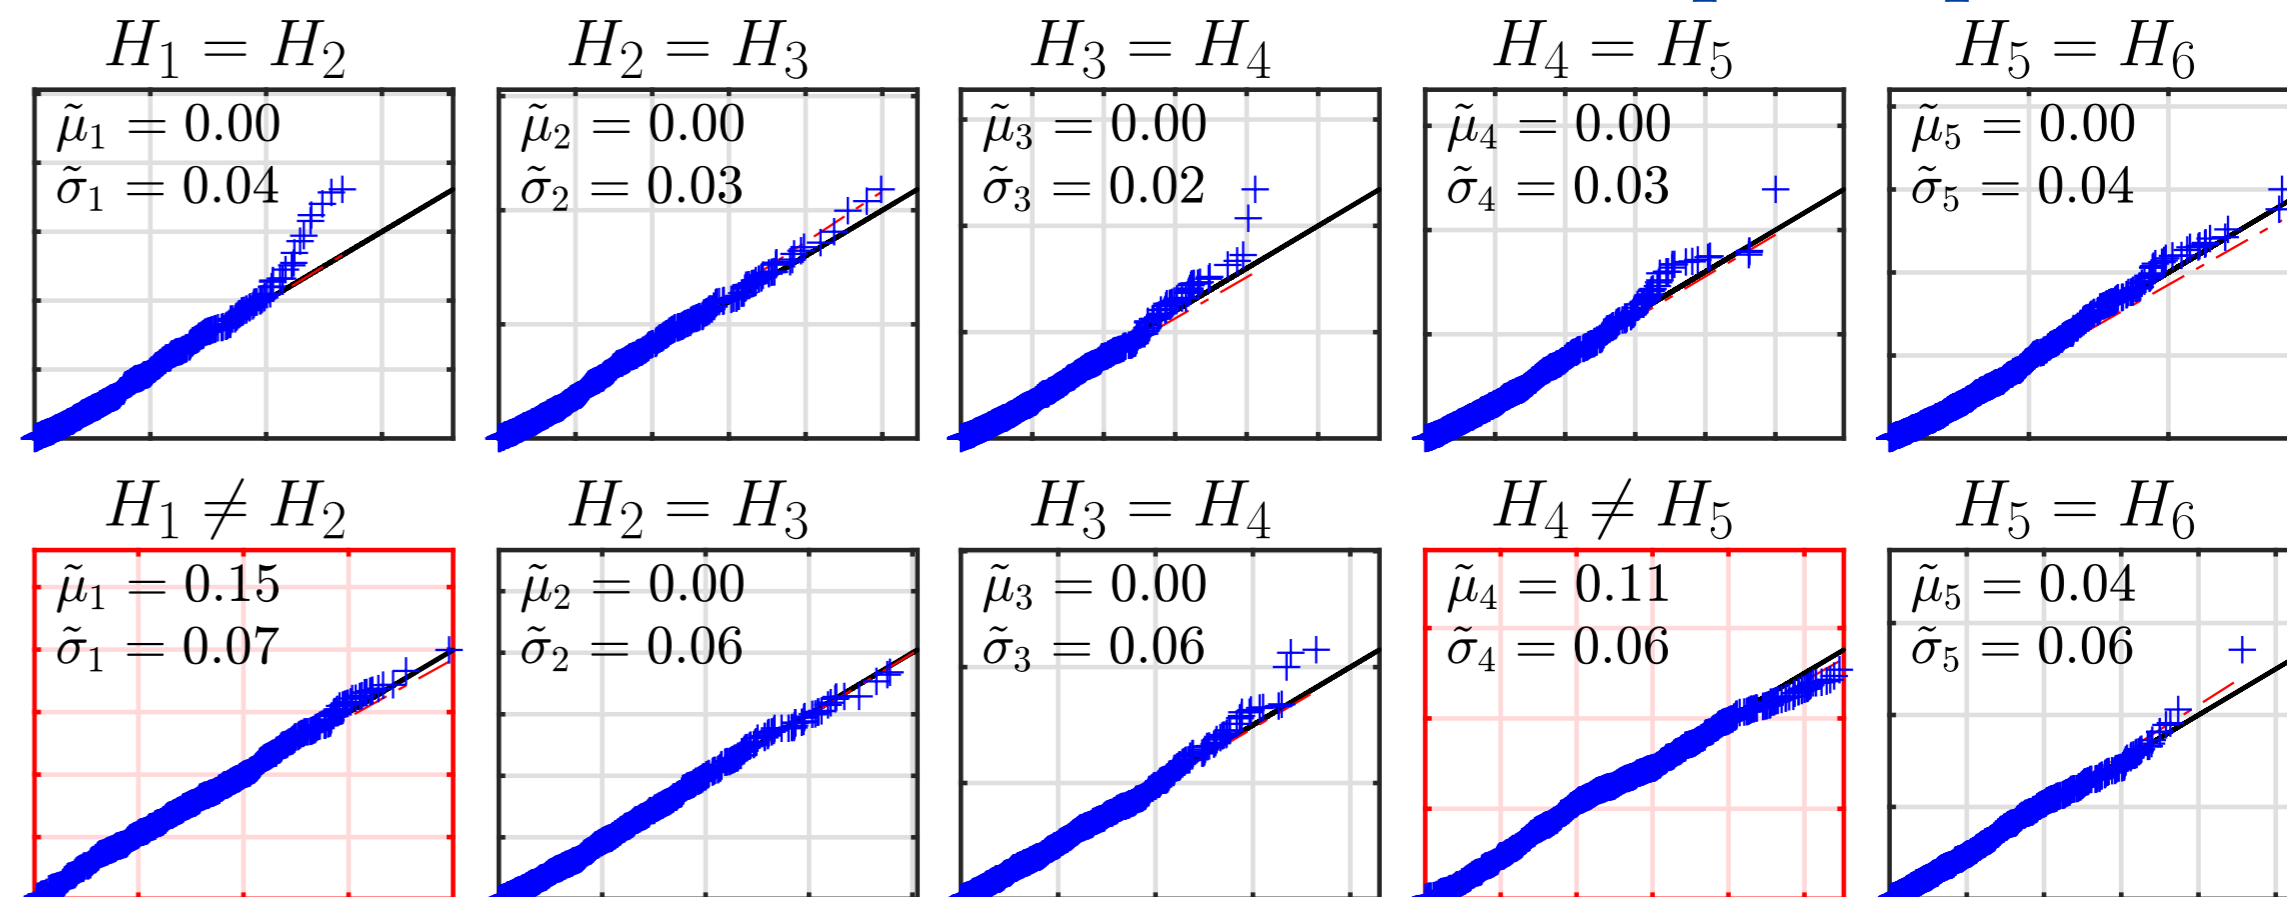 H₁ = H₂
μ̃₁ = 0.00
σ̃₁ = 0.04
H₂ = H₃
μ̃₂ = 0.00
σ̃₂ = 0.03
H₃ = H₄
μ̃₃ = 0.00
σ̃₃ = 0.02
H₄ = H₅
μ̃₄ = 0.00
σ̃₄ = 0.03
H₅ = H₆
μ̃₅ = 0.00
σ̃₅ = 0.04
H₁ ≠ H₂
μ̃₁ = 0.15
σ̃₁ = 0.07
H₂ = H₃
μ̃₂ = 0.00
σ̃₂ = 0.06
H₃ = H₄
μ̃₃ = 0.00
σ̃₃ = 0.06
H₄ ≠ H₅
μ̃₄ = 0.11
σ̃₄ = 0.06
H₅ = H₆
μ̃₅ = 0.04
σ̃₅ = 0.06